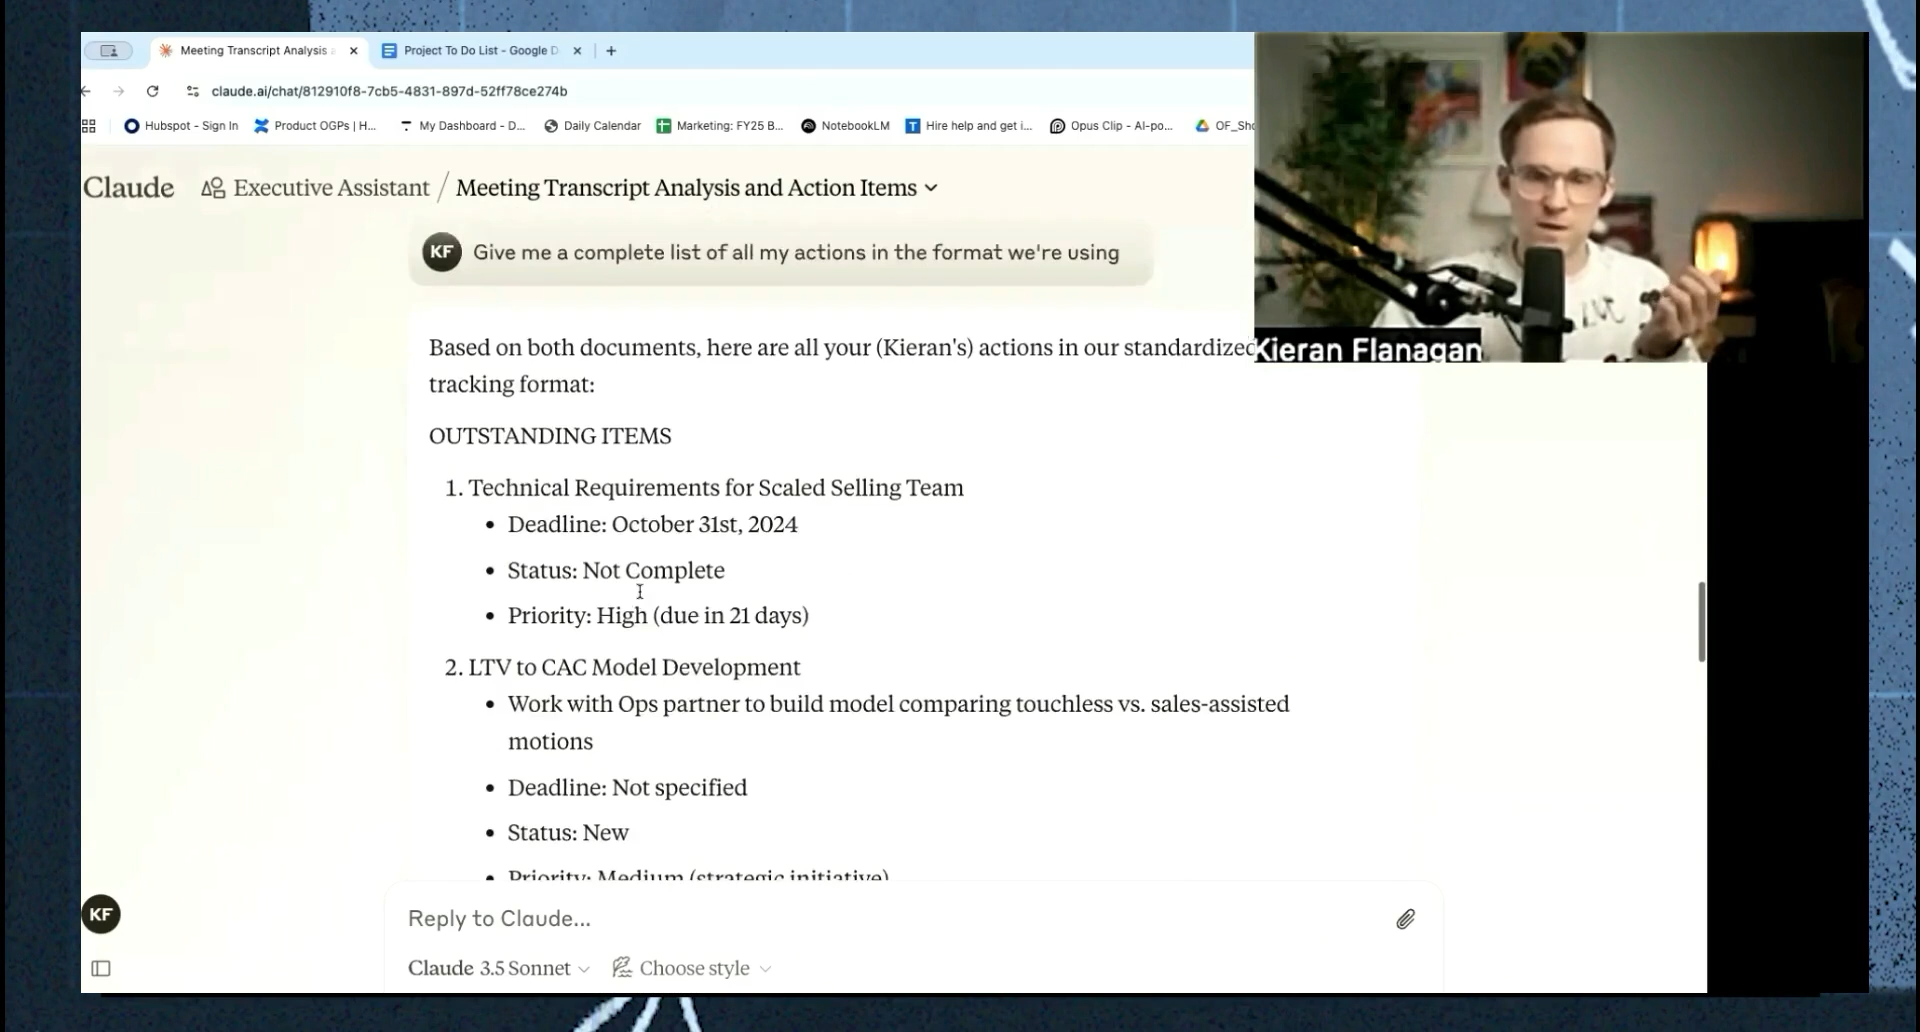 Meeting Transcript Analysis a
Project To Do List - Google D
claude.ai/chat/812910f8-7cb5-4831-897d-52ff78ce274b
Hubspot - Sign In
Product OGPs | H...
My Dashboard - D...
Daily Calendar
Marketing: FY25 B...
NotebookLM
Hire help and get i...
Opus Clip - AI-po...
OF_Sho
Claude Executive Assistant / Meeting Transcript Analysis and Action Items
KF Give me a complete list of all my actions in the format we're using
Based on both documents, here are all your (Kieran's) actions in our standardized
Kieran Flanagan
tracking format:
OUTSTANDING ITEMS
1. Technical Requirements for Scaled Selling Team
• Deadline: October 31st, 2024
• Status: Not Complete
• Priority: High (due in 21 days)
2. LTV to CAC Model Development
• Work with Ops partner to build model comparing touchless vs. sales-assisted
motions
• Deadline: Not specified
• Status: New
• Priority: Medium (strategic initiative)
KF
Reply to Claude...
Claude 3.5 Sonnet
Choose style